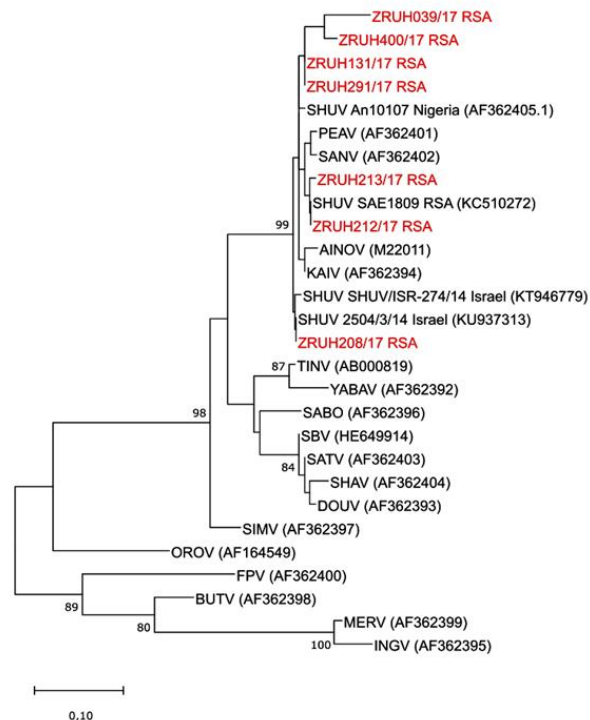 ZRUH039/17 RSA
ZRUH400/17 RSA
ZRUH131/17 RSA
ZRUH291/17 RSA
SHUV An10107 Nigeria (AF362405.1)
PEAV (AF362401)
SANV (AF362402)
ZRUH213/17 RSA
SHUV SAE1809 RSA (KC510272)
ZRUH212/17 RSA
99
AINOV (M22011)
KAIV (AF362394)
SHUV SHUV/ISR-274/14 Israel (KT946779)
SHUV 2504/3/14 Israel (KU937313)
ZRUH208/17 RSA
87
TINV (AB000819)
YABAV (AF362392)
98
SABO (AF362396)
SBV (HE649914)
SATV (AF362403)
84
SHAV (AF362404)
DOUV (AF362393)
SIMV (AF362397)
OROV (AF164549)
FPV (AF362400)
89
BUTV (AF362398)
80
MERV (AF362399)
100
INGV (AF362395)
0.10